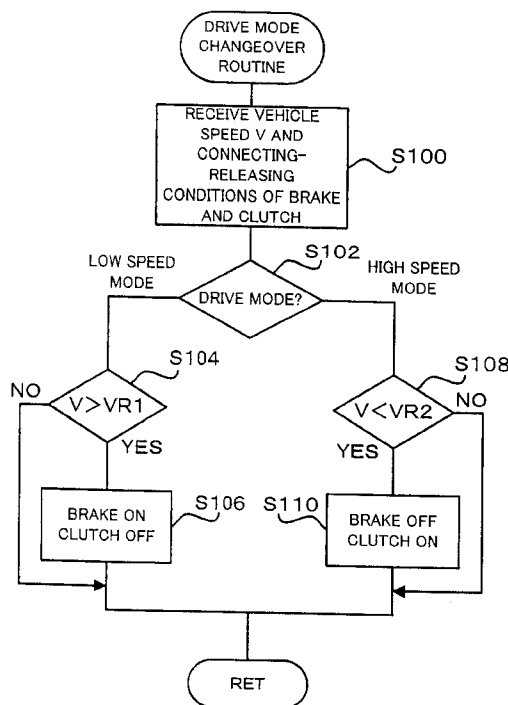 DRIVE MODE
CHANGEOVER
ROUTINE
RECEIVE VEHICLE
SPEED V AND
CONNECTING-
RELEASING
CONDITIONS OF BRAKE
AND CLUTCH
S100
S102
LOW SPEED
MODE
DRIVE MODE?
HIGH SPEED
MODE
S104
NO
V>VR1
YES
S108
V<VR2
NO
YES
S106
BRAKE ON
CLUTCH OFF
S110
BRAKE OFF
CLUTCH ON
RET